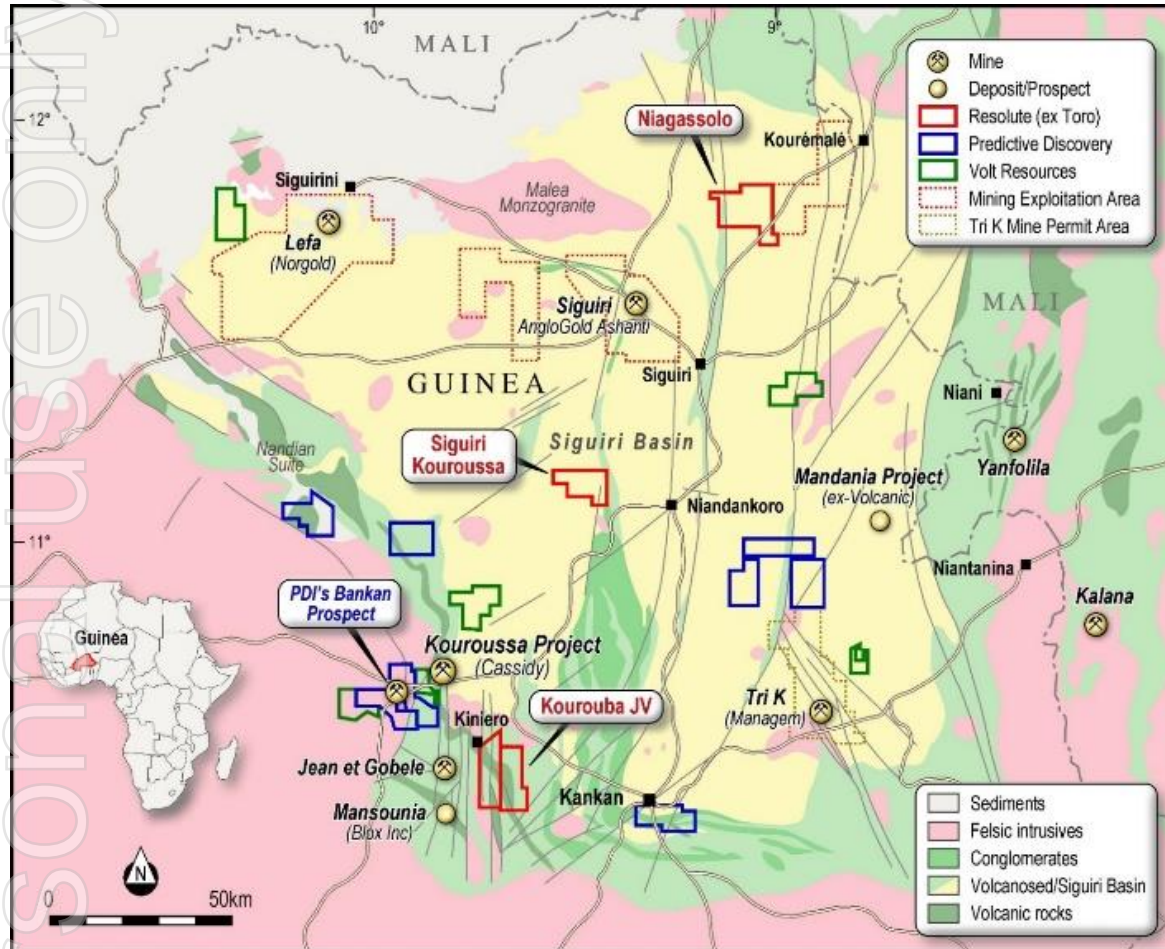 sonal use only
10°
9°
MALI
12°
Niagassolo
Kourémalé
Siguirini
Malea
Monzogranite
Lefa
(Norgold)
Siguiri
AngloGold Ashanti
MALI
GUINEA
Siguiri
Niani
Nandian
Suite
Siguiri
Kouroussa
Siguiri Basin
Yanfolila
Mandania Project
(ex-Volcanic)
Niandankoro
11°
Niantanina
PDI's Bankan
Prospect
Kalana
Guinea
Kouroussa Project
(Cassidy)
Tri K
(Managem)
Kourouba JV
Kiniero
Jean et Gobele
Kankan
Mansounia
(Blox Inc)
N
0
50km
Mine
Deposit/Prospect
Resolute (ex Toro)
Predictive Discovery
Volt Resources
Mining Exploitation Area
Tri K Mine Permit Area
Sediments
Felsic intrusives
Conglomerates
Volcanosed/Siguiri Basin
Volcanic rocks